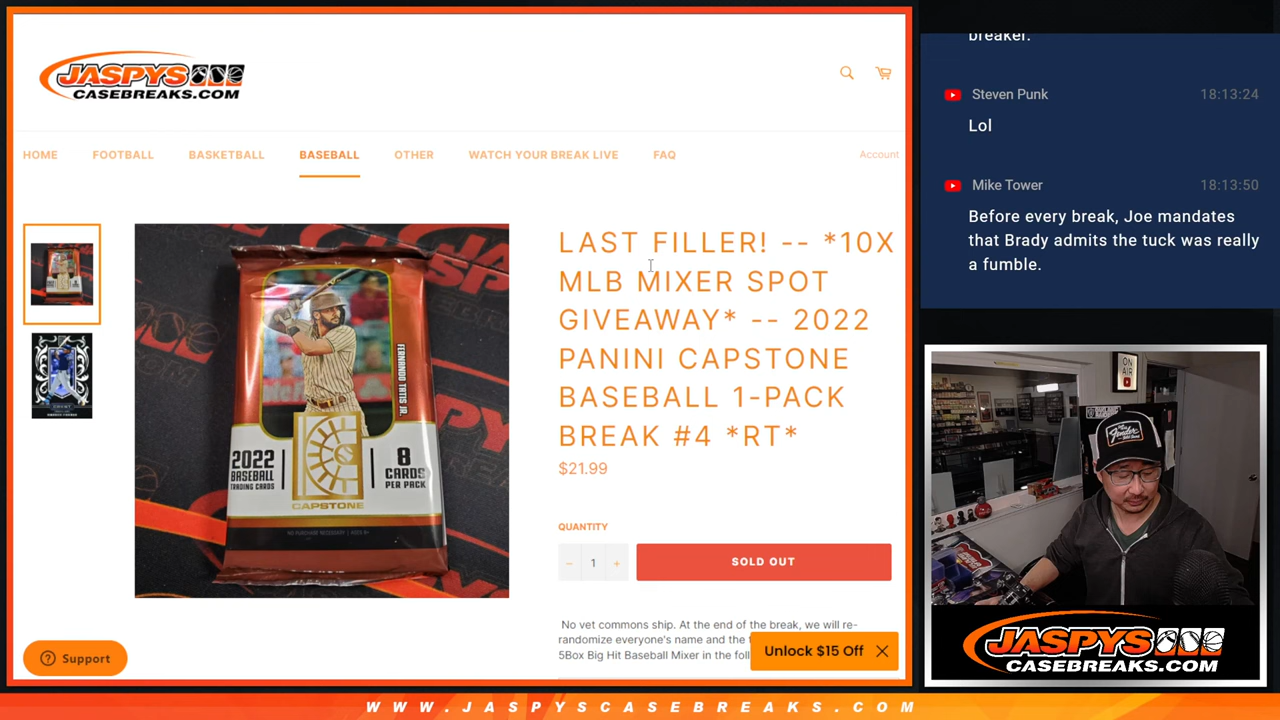 JASPYS
CASEBREAKS.COM
HOME
FOOTBALL
BASKETBALL
BASEBALL
OTHER
WATCH YOUR BREAK LIVE
FAQ
Account
FERNANDO TATIS JR.
2022
BASEBALL
TRADING CARDS
8
CARDS
PER PACK
CAPSTONE
LAST FILLER! -- *10X
MLB MIXER SPOT
GIVEAWAY* -- 2022
PANINI CAPSTONE
BASEBALL 1-PACK
BREAK #4 *RT*
$21.99
QUANTITY
− 1 +
SOLD OUT
No vet commons ship. At the end of the break, we will re-
randomize everyone's name and the
5Box Big Hit Baseball Mixer in the
Unlock $15 Off
Support
breaker.
Steven Punk 18:13:24
Lol
Mike Tower 18:13:50
Before every break, Joe mandates
that Brady admits the tuck was really
a fumble.
ON
AIR
Fender
JASPYS
CASEBREAKS.COM
WWW.JASPYSCASEBREAKS.COM